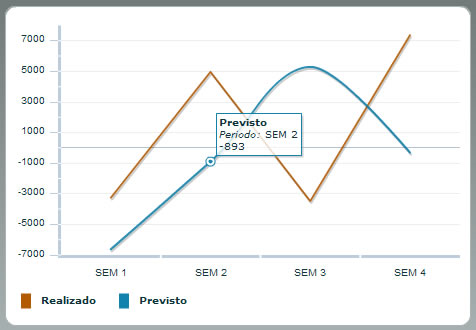 7000
5000
3000
1000
-1000
-3000
-5000
-7000
Previsto
Período: SEM 2
-893
SEM 1 SEM 2 SEM 3 SEM 4
Realizado Previsto